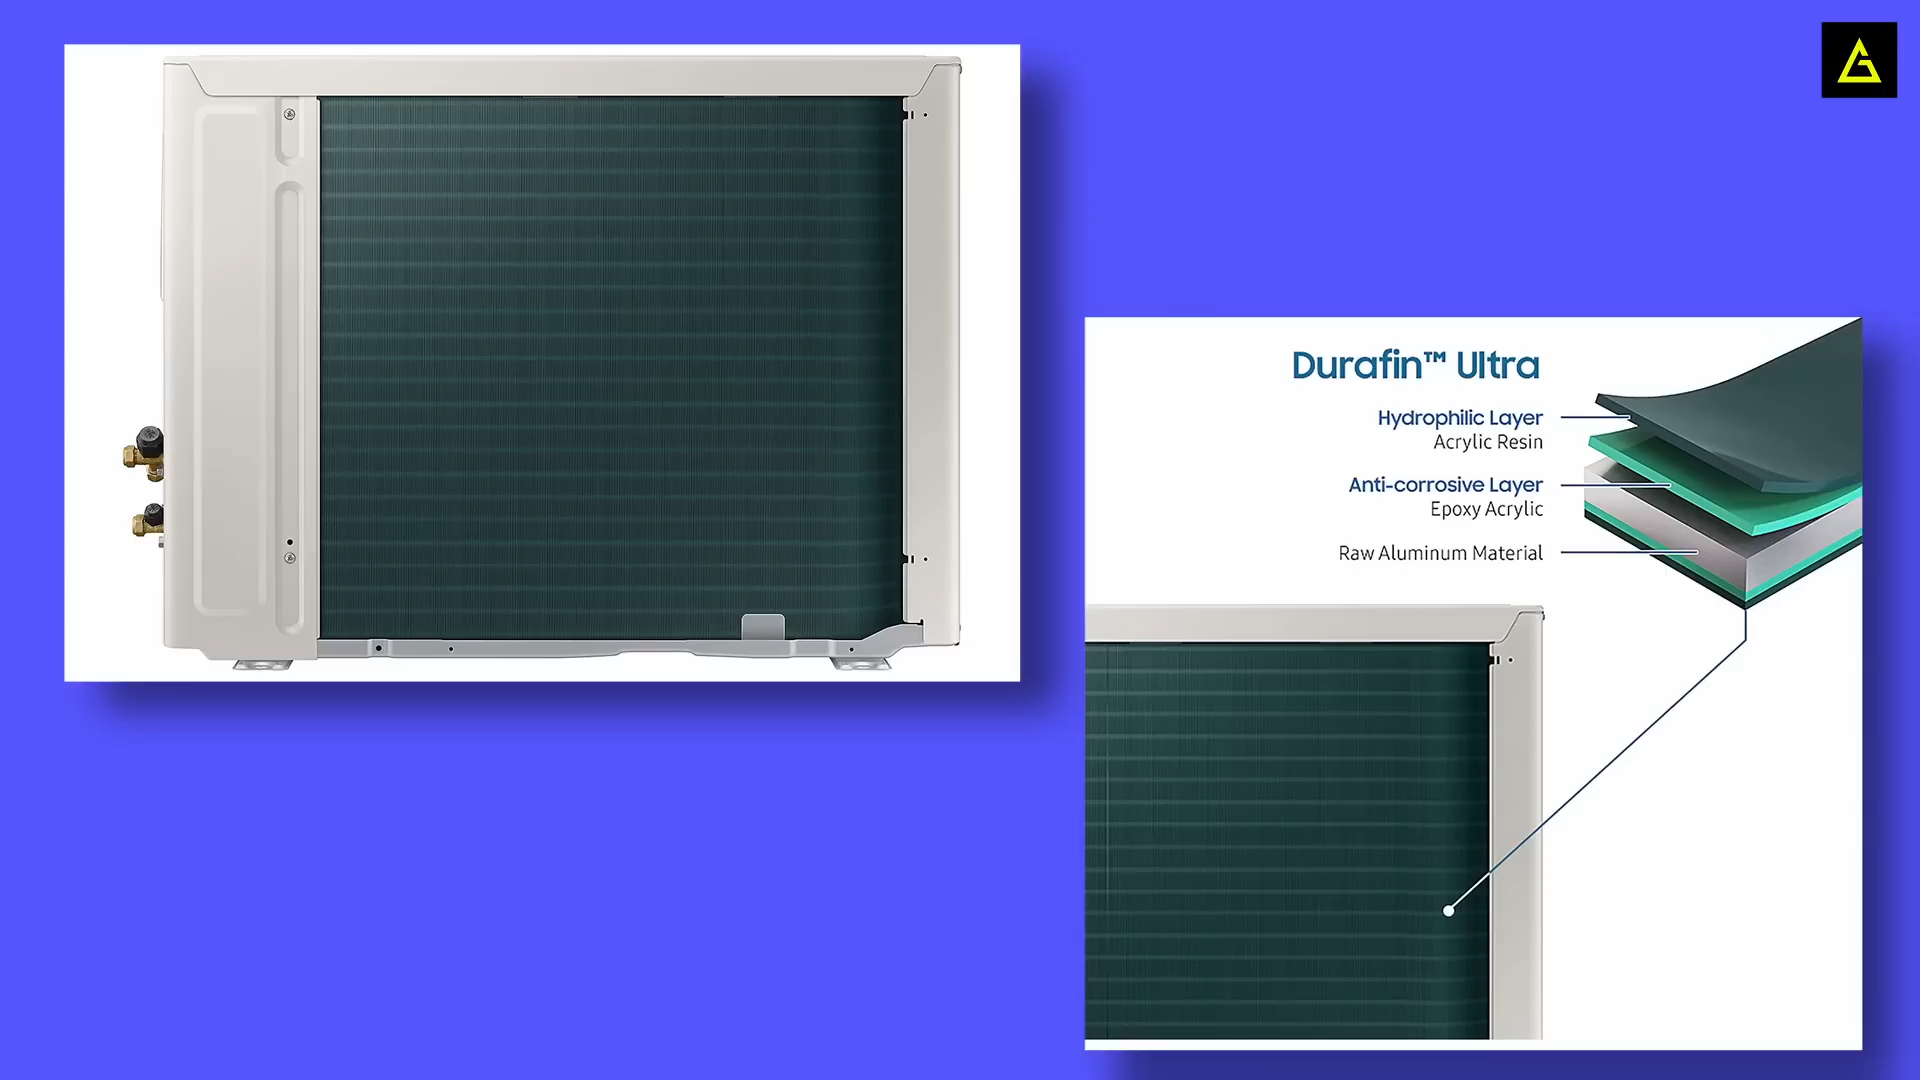 Durafin™ Ultra
Hydrophilic Layer
Acrylic Resin
Anti-corrosive Layer
Epoxy Acrylic
Raw Aluminum Material